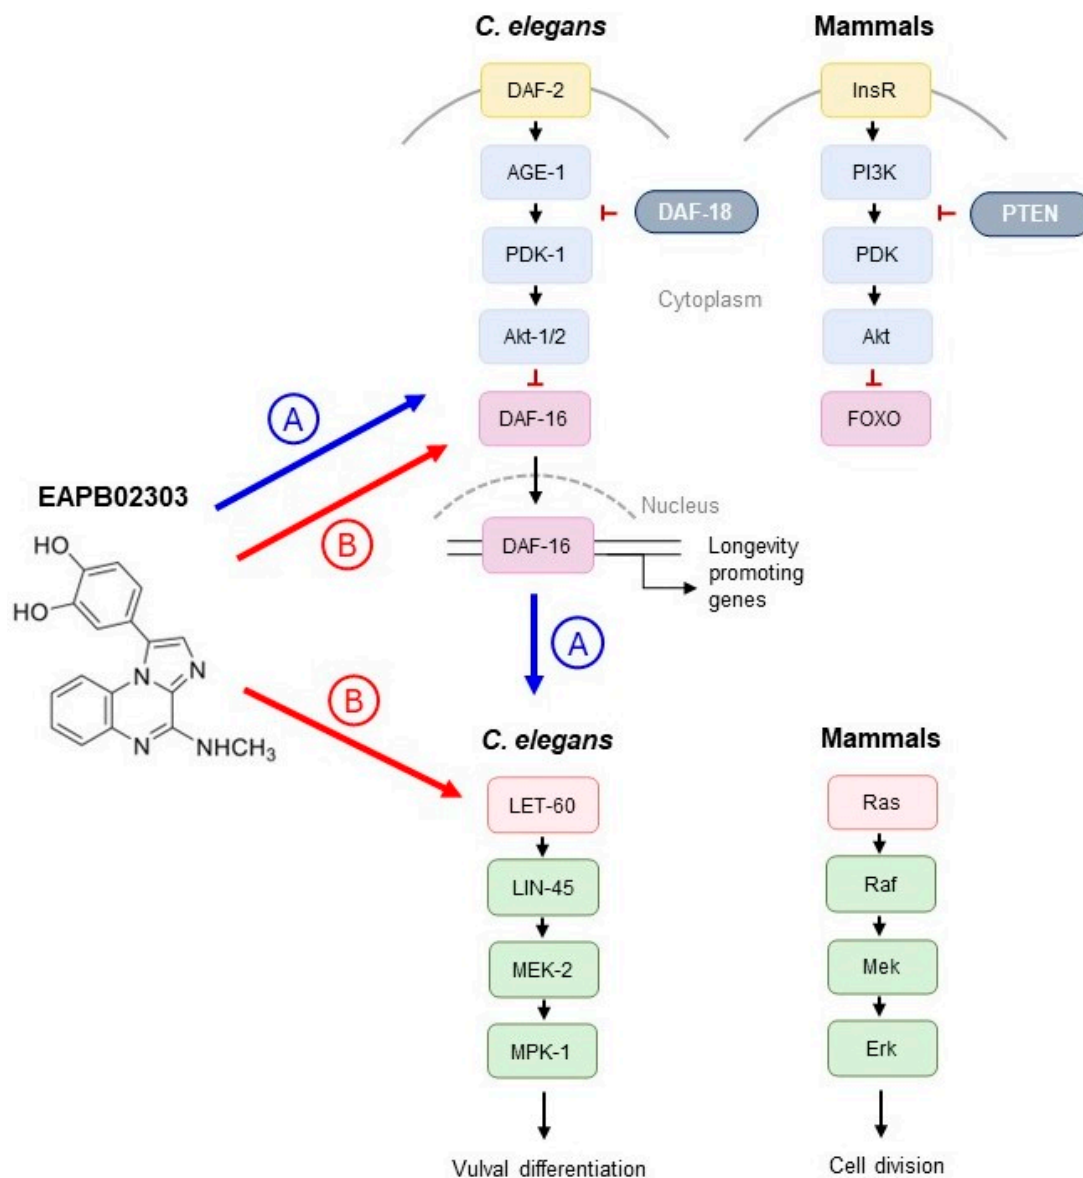 C. elegans
Mammals
DAF-2
InsR
AGE-1
PI3K
DAF-18
PTEN
PDK-1
PDK
Cytoplasm
Akt-1/2
Akt
A
DAF-16
FOXO
EAPB02303
B
Nucleus
HO
HO
DAF-16
Longevity
promoting
genes
A
N
N
N
NHCH3
B
C. elegans
Mammals
LET-60
Ras
LIN-45
Raf
MEK-2
Mek
MPK-1
Erk
Vulval differentiation
Cell division